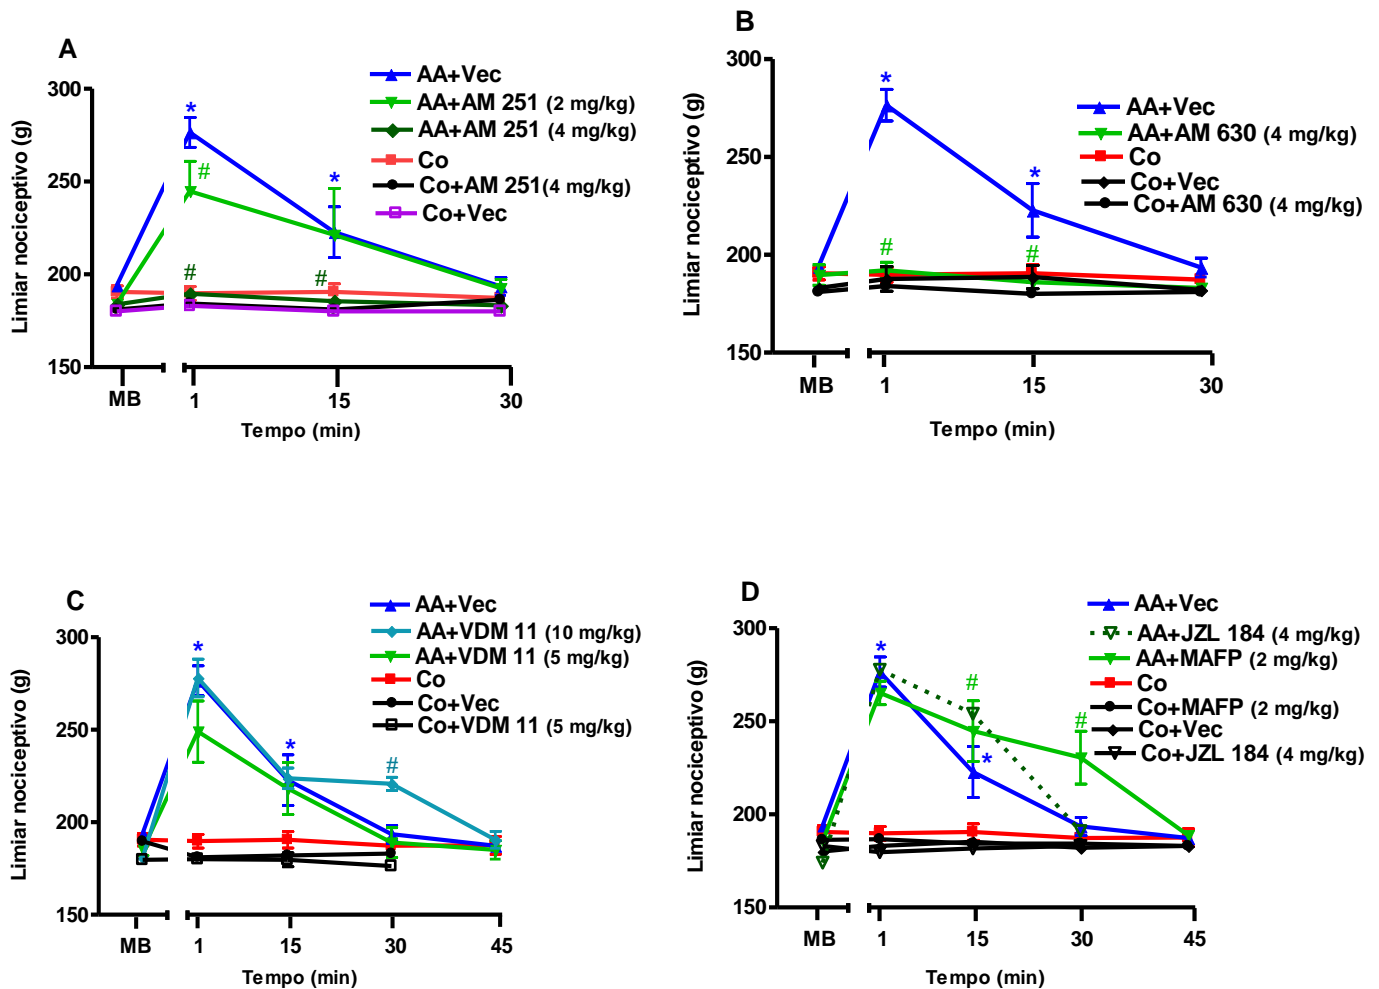 A
AA+Vec
AA+AM 251 (2 mg/kg)
AA+AM 251 (4 mg/kg)
Co
Co+AM 251(4 mg/kg)
Co+Vec
300
250
200
150
Limiar nociceptivo (g)
*
#
*
#
#
MB
1
15
30
Tempo (min)
B
AA+Vec
AA+AM 630 (4 mg/kg)
Co
Co+Vec
Co+AM 630 (4 mg/kg)
300
250
200
150
Limiar nociceptivo (g)
*
*
#
#
MB
1
15
30
Tempo (min)
C
AA+Vec
AA+VDM 11 (10 mg/kg)
AA+VDM 11 (5 mg/kg)
Co
Co+Vec
Co+VDM 11 (5 mg/kg)
300
250
200
150
Limiar nociceptivo (g)
*
*
#
MB
1
15
30
45
Tempo (min)
D
AA+Vec
AA+JZL 184 (4 mg/kg)
AA+MAFP (2 mg/kg)
Co
Co+MAFP (2 mg/kg)
Co+Vec
Co+JZL 184 (4 mg/kg)
300
250
200
150
Limiar nociceptivo (g)
*
#
*
#
MB
1
15
30
45
Tempo (min)